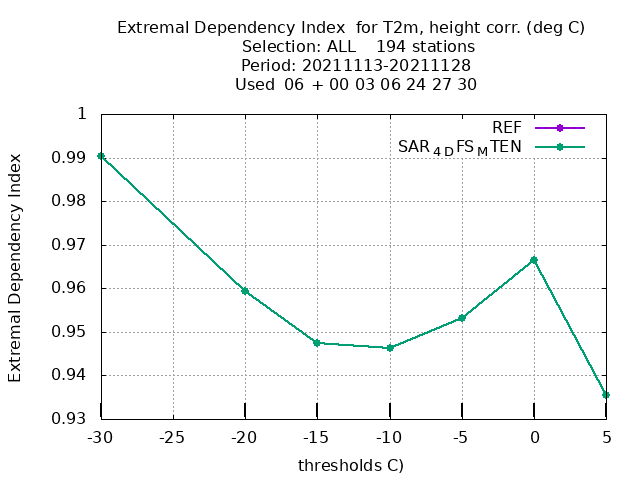 Extremal Dependency Index  for T2m, height corr. (deg C)
Selection: ALL    194 stations
Period: 20211113-20211128
Used  06 + 00 03 06 24 27 30
REF
SAR4DFSMTEN
Extremal Dependency Index
1
0.99
0.98
0.97
0.96
0.95
0.94
0.93
-30 -25 -20 -15 -10 -5 0 5
thresholds C)